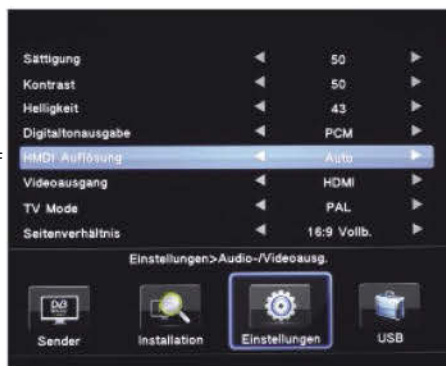 Sättigung 50
Kontrast 50
Helligkeit 43
Digitaltonausgabe PCM
HMDI Auflösung Auto
Videoausgang HDMI
TV Mode PAL
Seitenverhältnis 16:9 Vollb.
Einstellungen>Audio-/Videoausg.
DVB
Sender Installation Einstellungen USB